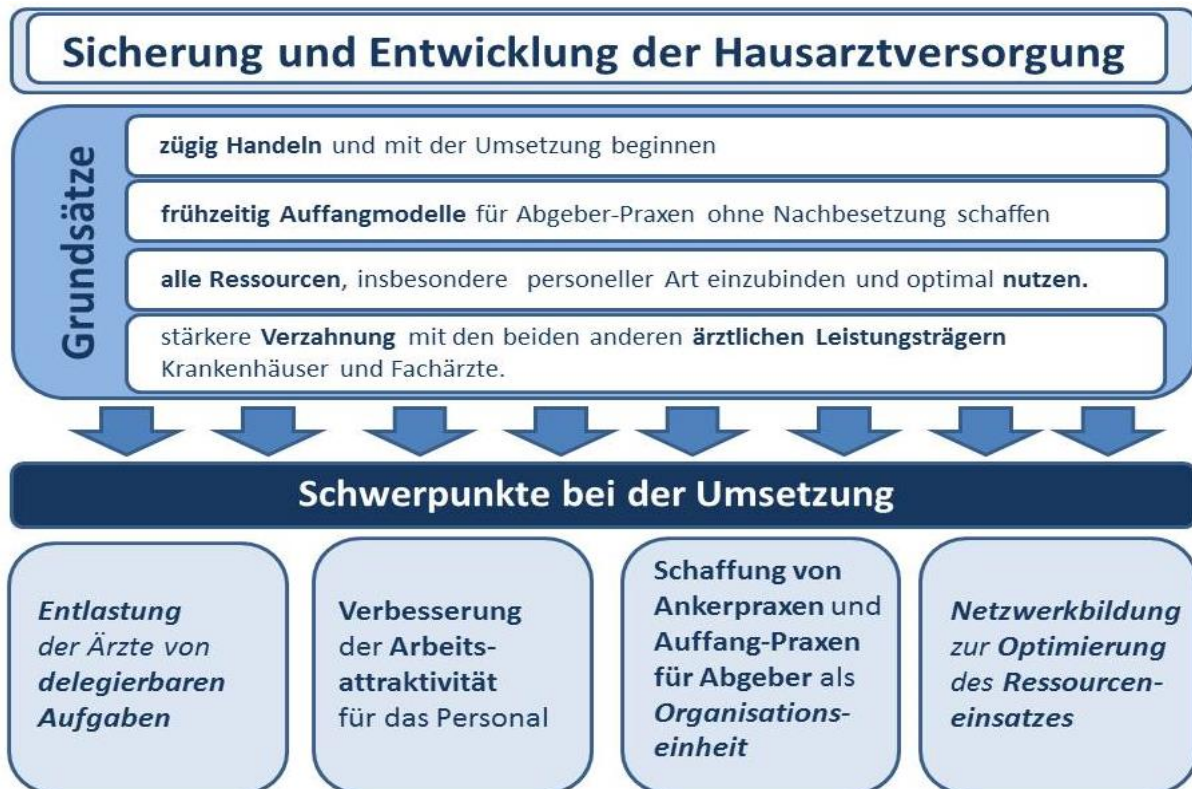 Sicherung und Entwicklung der Hausarztversorgung
Grundsätze
zügig Handeln und mit der Umsetzung beginnen
frühzeitig Auffangmodelle für Abgeber-Praxen ohne Nachbesetzung schaffen
alle Ressourcen, insbesondere personeller Art einzubinden und optimal nutzen.
stärkere Verzahnung mit den beiden anderen ärztlichen Leistungsträgern
Krankenhäuser und Fachärzte.
Schwerpunkte bei der Umsetzung
Entlastung
der Ärzte von
delegierbaren
Aufgaben
Verbesserung
der Arbeits-
attraktivität
für das Personal
Schaffung von
Ankerpraxen und
Auffang-Praxen
für Abgeber als
Organisations-
einheit
Netzwerkbildung
zur Optimierung
des Ressourcen-
einsatzes